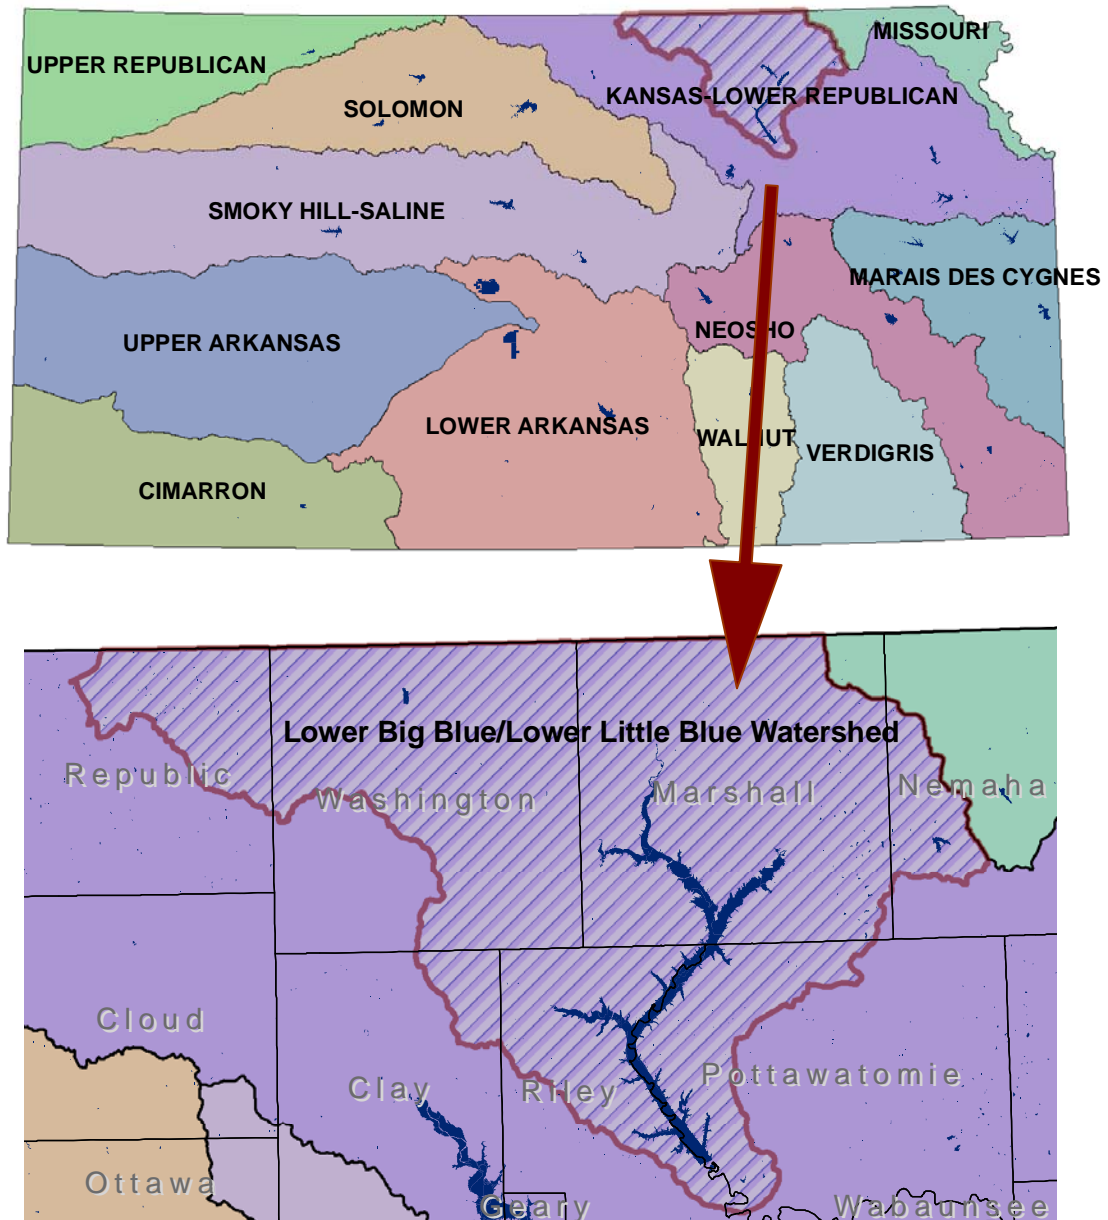 MISSOURI
UPPER REPUBLICAN
KANSAS-LOWER REPUBLICAN
SOLOMON
SMOKY HILL-SALINE
MARAIS DES CYGNES
NEOSHO
UPPER ARKANSAS
LOWER ARKANSAS
WALNUT
VERDIGRIS
CIMARRON
Lower Big Blue/Lower Little Blue Watershed
Republic
Washington
Marshall
Nemaha
Cloud
Clay
Riley
Pottawatomie
Ottawa
Geary
Wabaunsee